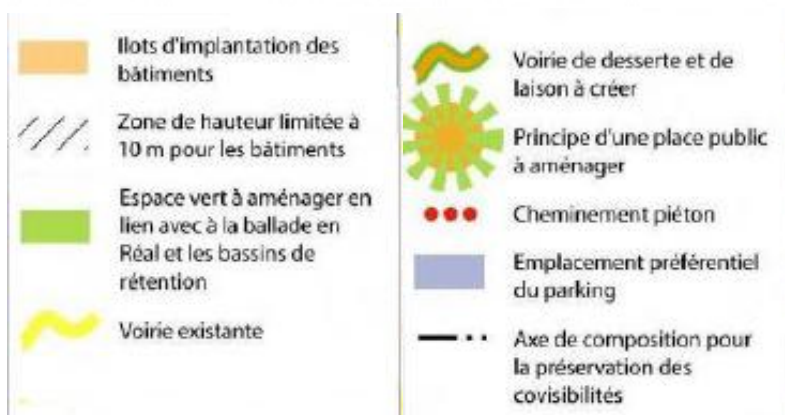 Ilots d'implantation des
bâtiments
Zone de hauteur limitée à
10 m pour les bâtiments
Espace vert à aménager en
lien avec à la ballade en
Réal et les bassins de
rétention
Voirie existante
Voirie de desserte et de
laison à créer
Principe d'une place public
à aménager
Cheminement piéton
Emplacement préférentiel
du parking
Axe de composition pour
la préservation des
covisibilités